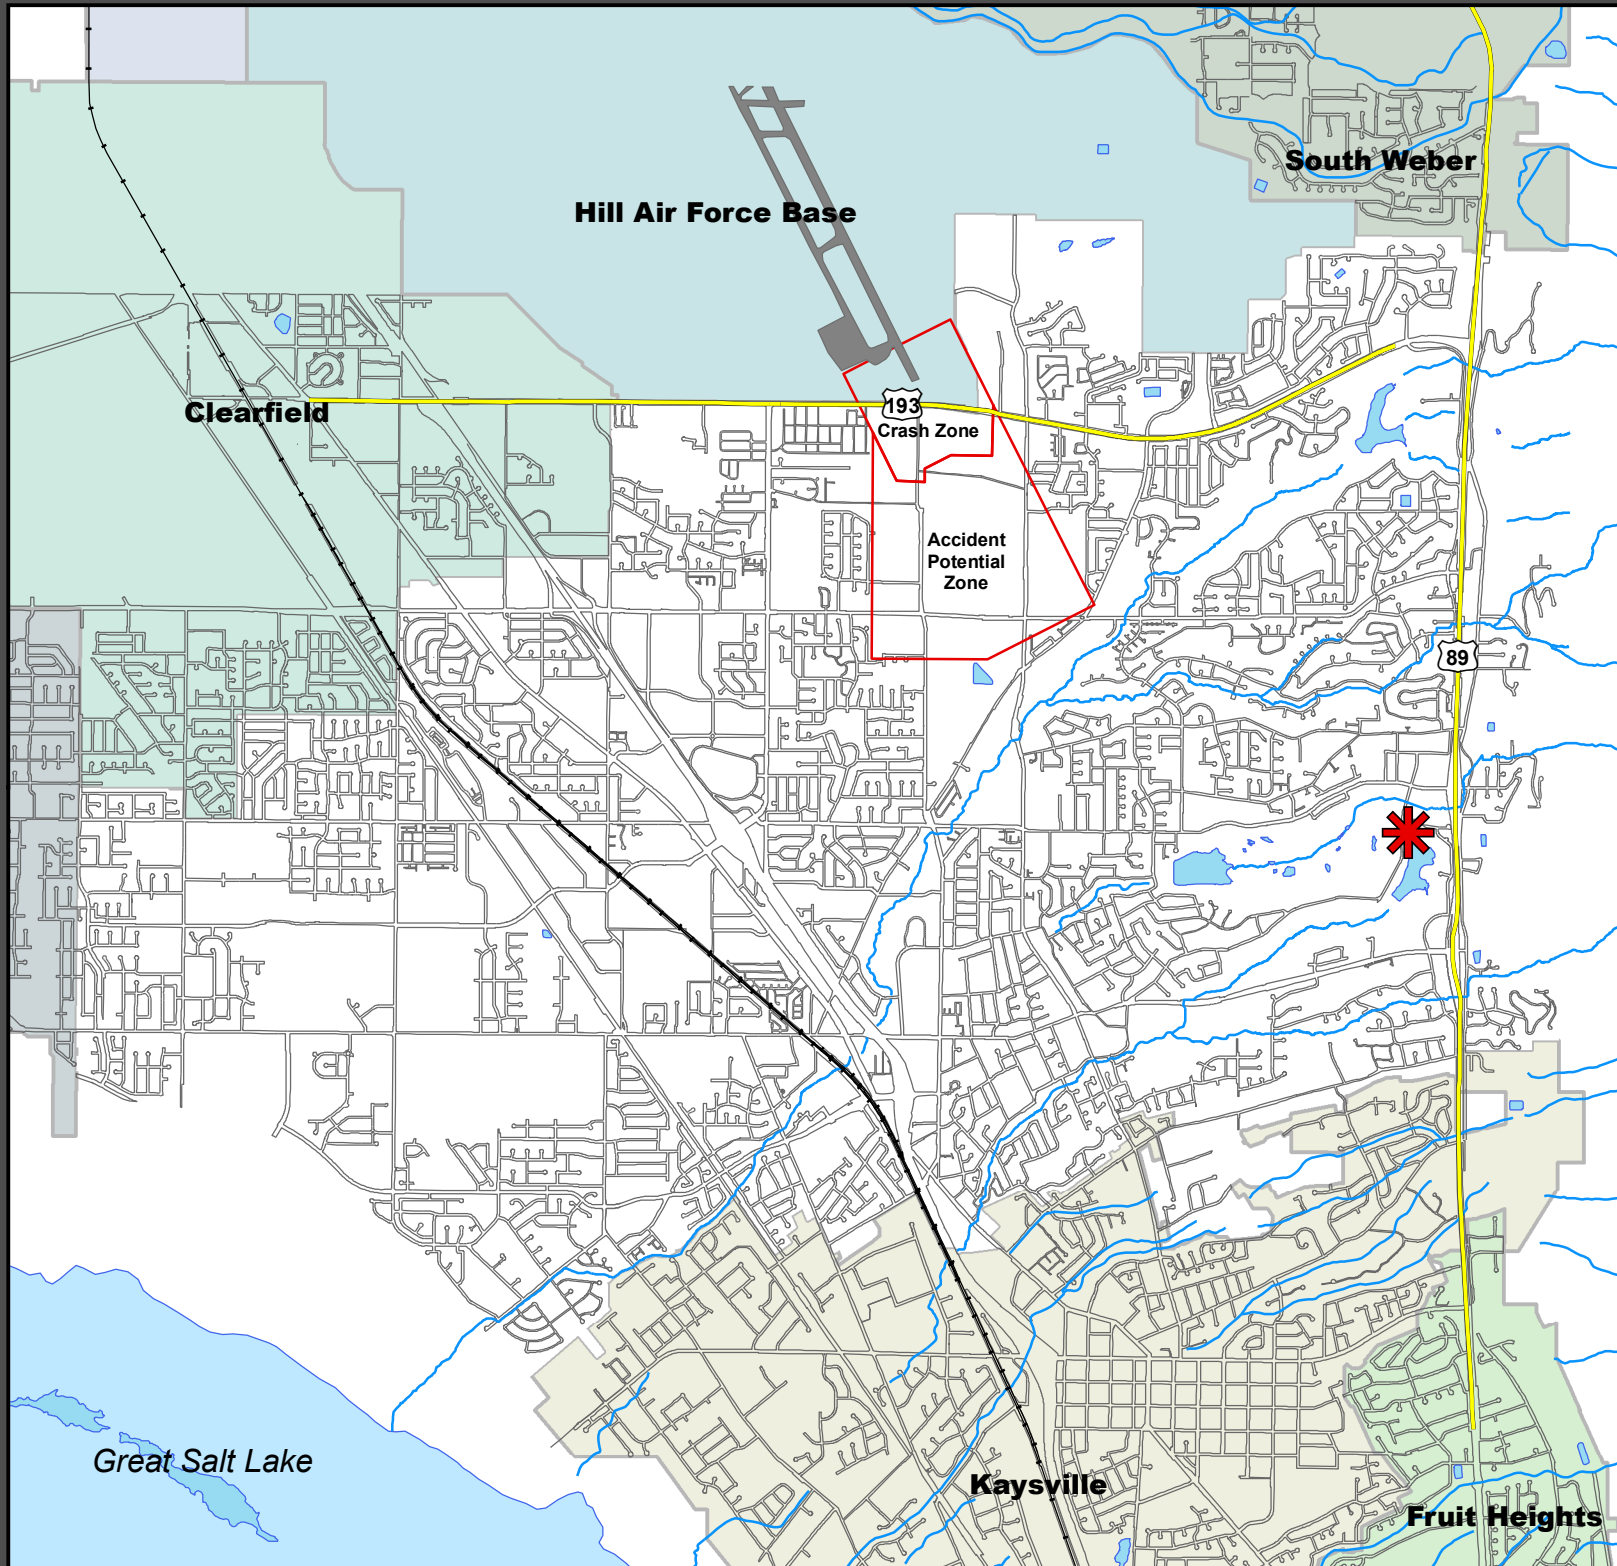 South Weber
Hill Air Force Base
193
Clearfield
Crash Zone
Accident
Potential
Zone
89
Great Salt Lake
Kaysville
Fruit Heights